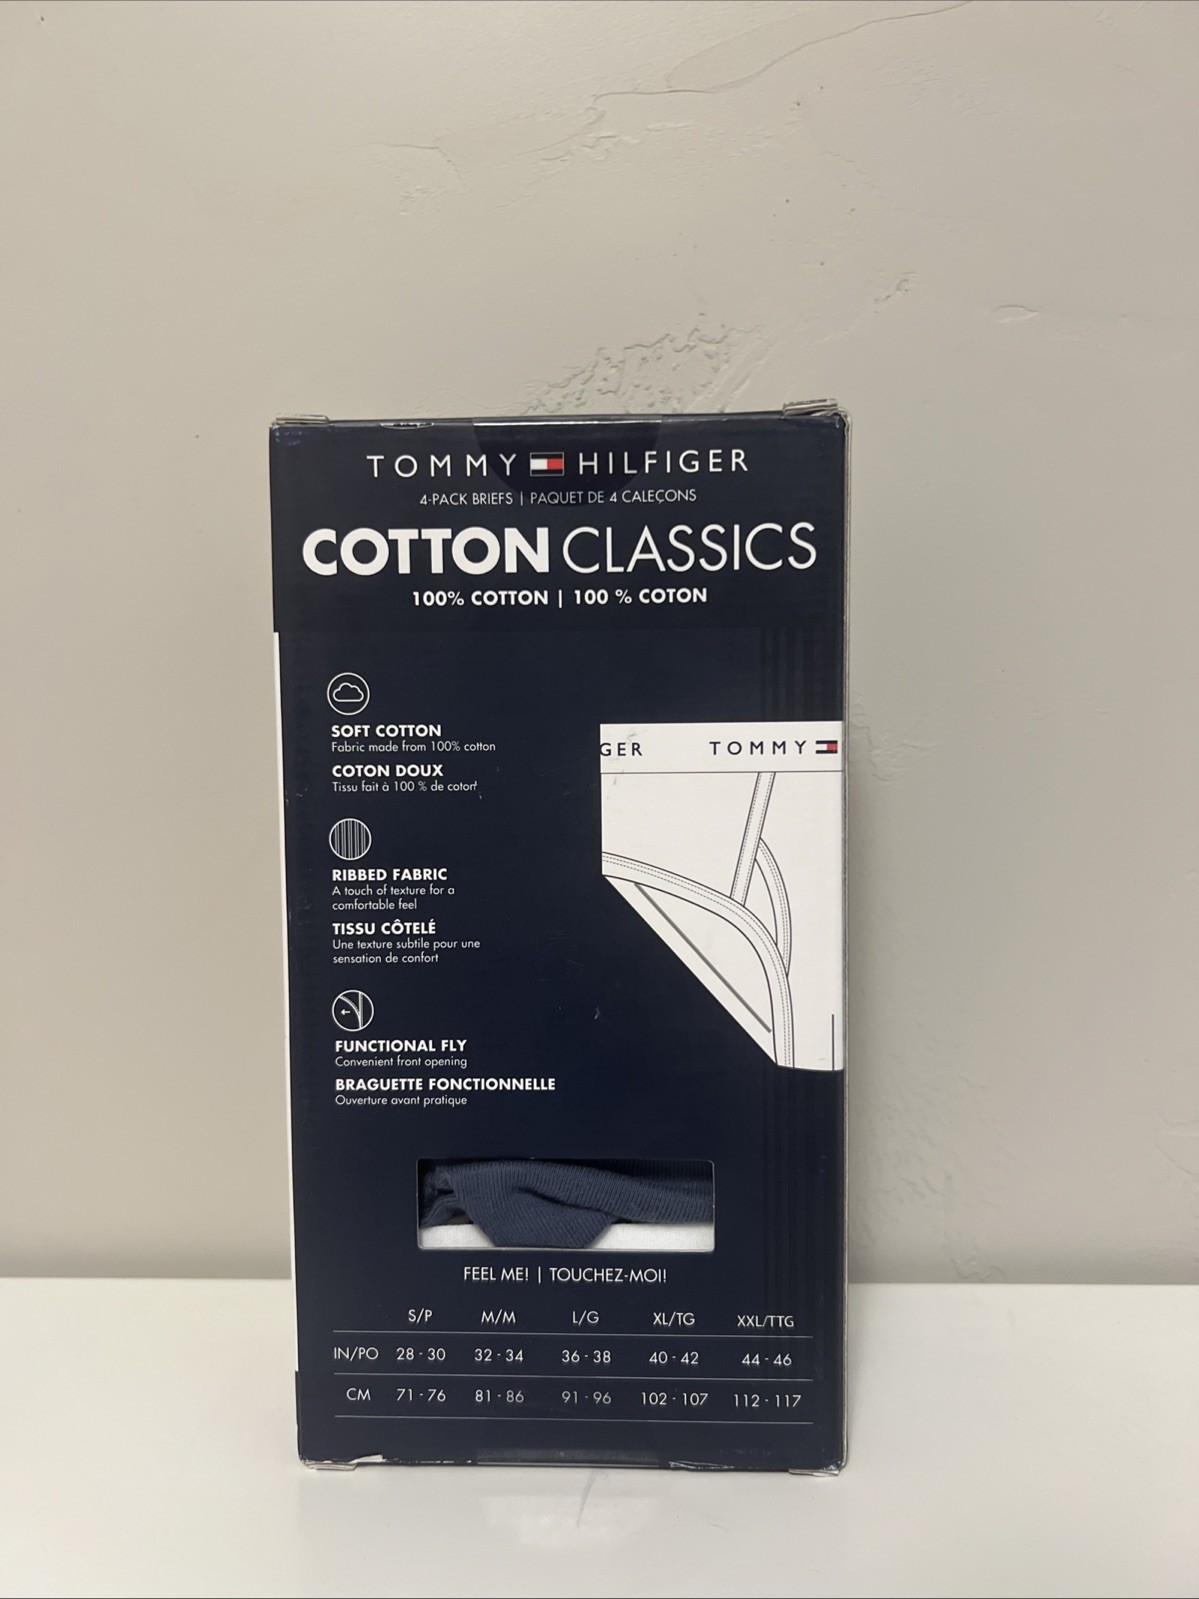 TOMMY HILFIGER
4-PACK BRIEFS | PAQUET DE 4 CALEÇONS
COTTON CLASSICS
100% COTTON | 100 % COTON
SOFT COTTON
Fabric made from 100% cotton
COTON DOUX
Tissu fait à 100 % de coton
RIBBED FABRIC
A touch of texture for a
comfortable feel
TISSU CÔTELÉ
Une texture subtile pour une
sensation de confort
FUNCTIONAL FLY
Convenient front opening
BRAGUETTE FONCTIONNELLE
Ouverture avant pratique
GER TOMMY
FEEL ME! | TOUCHEZ-MOI!
S/P M/M L/G XL/TG XXL/TTG
IN/PO 28 - 30 32 - 34 36 - 38 40 - 42 44 - 46
CM 71 - 76 81 - 86 91 - 96 102 - 107 112 - 117